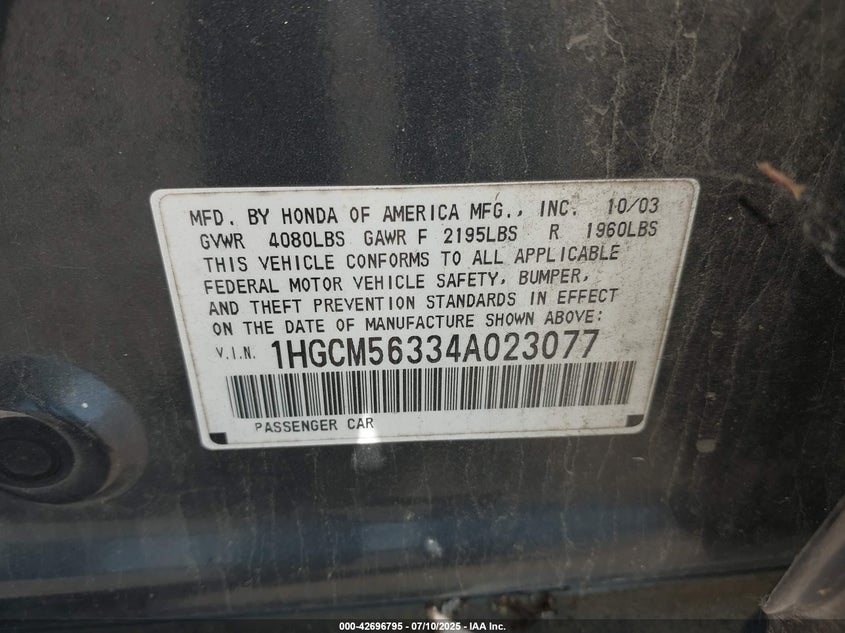 MFD. BY HONDA OF AMERICA MFG., INC. 10/03
GVWR 4080LBS GAWR F 2195LBS R 1960LBS
THIS VEHICLE CONFORMS TO ALL APPLICABLE
FEDERAL MOTOR VEHICLE SAFETY, BUMPER,
AND THEFT PREVENTION STANDARDS IN EFFECT
ON THE DATE OF MANUFACTURE SHOWN ABOVE:
V.I.N. 1HGCM56334A023077
PASSENGER CAR
000-42696795 - 07/10/2025 - IAA Inc.